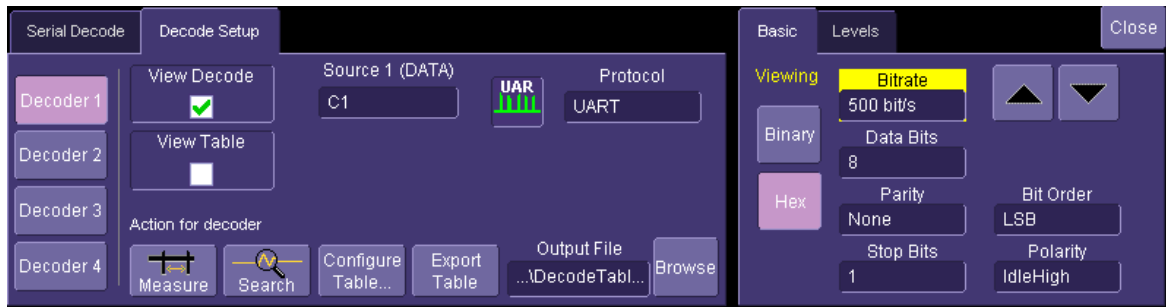 Serial Decode
Decode Setup
Decoder 1
Decoder 2
Decoder 3
Decoder 4
View Decode
View Table
Source 1 (DATA)
C1
UAR
Protocol
UART
Action for decoder
Measure
Search
Configure
Table...
Export
Table
Output File
...\DecodeTabl...
Browse
Basic
Levels
Close
Viewing
Binary
Hex
Bitrate
500 bit/s
Data Bits
8
Parity
None
Stop Bits
1
Bit Order
LSB
Polarity
IdleHigh